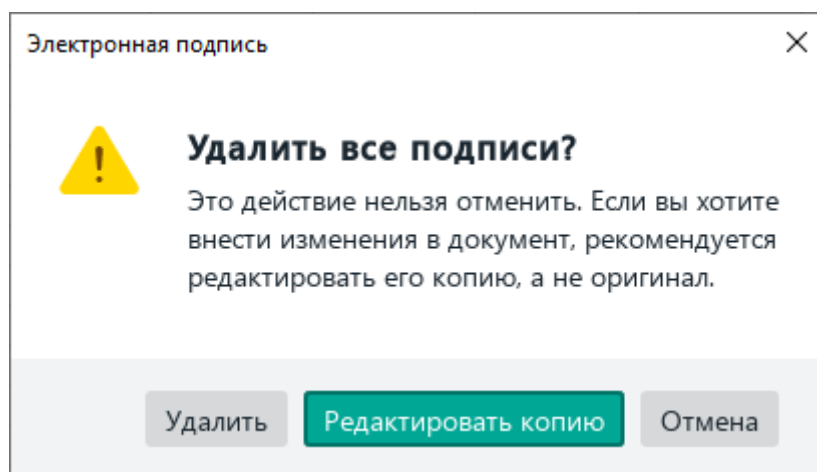 Электронная подпись
Удалить все подписи?
Это действие нельзя отменить. Если вы хотите
внести изменения в документ, рекомендуется
редактировать его копию, а не оригинал.
Удалить Редактировать копию Отмена